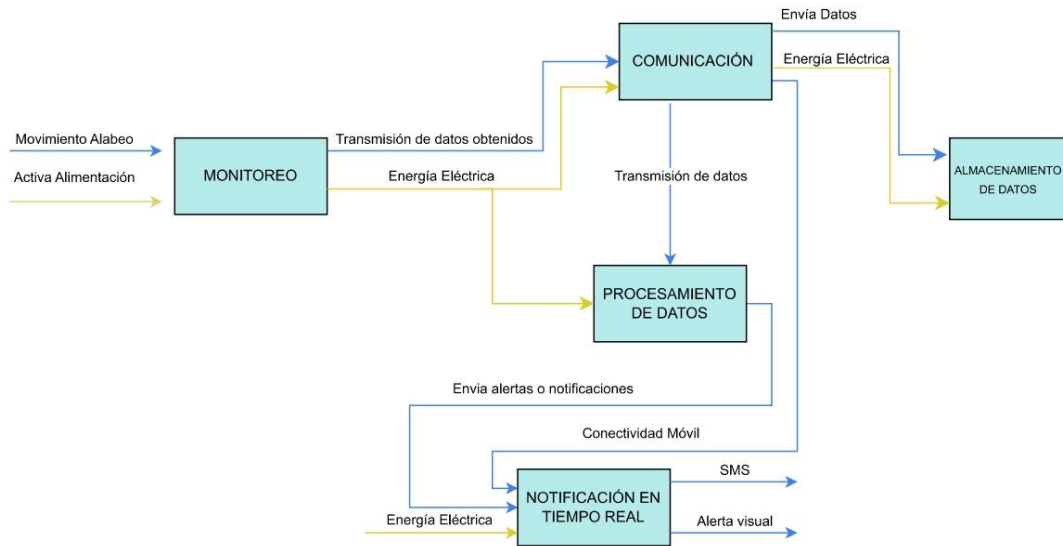 Envía Datos
COMUNICACIÓN
Energía Eléctrica
Movimiento Alabeo
Transmisión de datos obtenidos
MONITOREO
Activa Alimentación
Energía Eléctrica
Transmisión de datos
ALMACENAMIENTO
DE DATOS
PROCESAMIENTO
DE DATOS
Envia alertas o notificaciones
Conectividad Móvil
SMS
NOTIFICACIÓN EN
TIEMPO REAL
Energía Eléctrica
Alerta visual